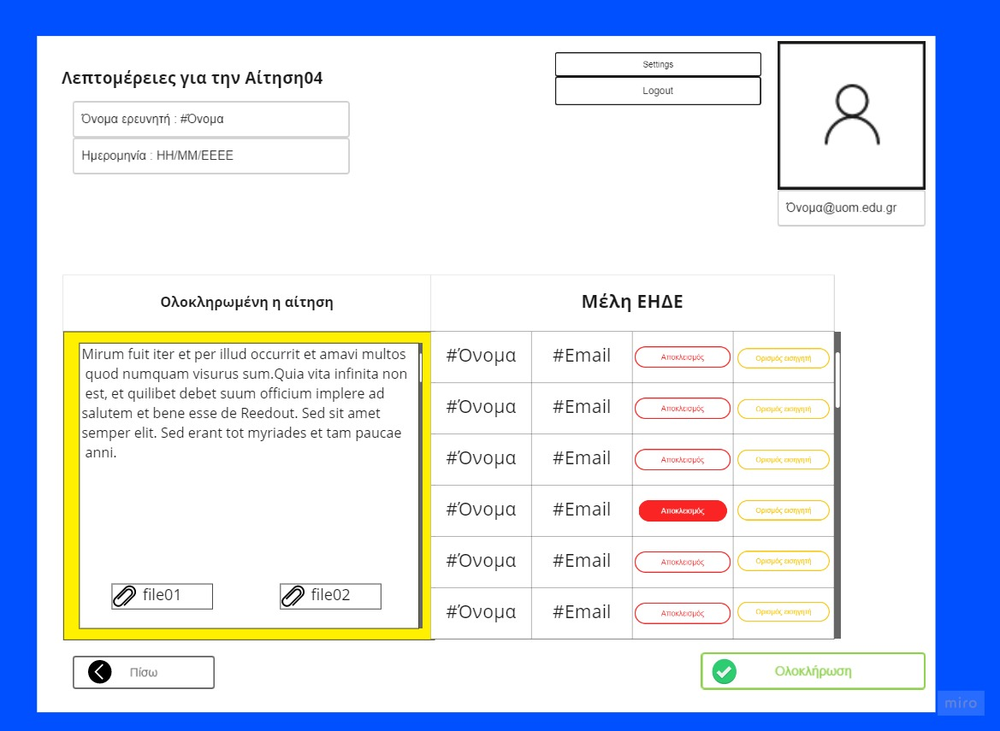 Λεπτομέρειες για την Αίτηση04
Settings
Logout
Όνομα ερευνητή : #Όνομα
Ημερομηνία : ΗΗ/ΜΜ/ΕΕΕΕ
Όνομα@uom.edu.gr
Ολοκληρωμένη η αίτηση
Μέλη ΕΗΔΕ
Mirum fuit iter et per illud occurrit et amavi multos
quod numquam visurus sum.Quia vita infinita non
est, et quilibet debet suum officium implere ad
salutem et bene esse de Reedout. Sed sit amet
semper elit. Sed erant tot myriades et tam paucae
anni.
file01
file02
#Όνομα #Email Αποκλεισμός Ορισμός εισηγητή
#Όνομα #Email Αποκλεισμός Ορισμός εισηγητή
#Όνομα #Email Αποκλεισμός Ορισμός εισηγητή
#Όνομα #Email Αποκλεισμός Ορισμός εισηγητή
#Όνομα #Email Αποκλεισμός Ορισμός εισηγητή
#Όνομα #Email Αποκλεισμός Ορισμός εισηγητή
Πίσω
Ολοκλήρωση
miro